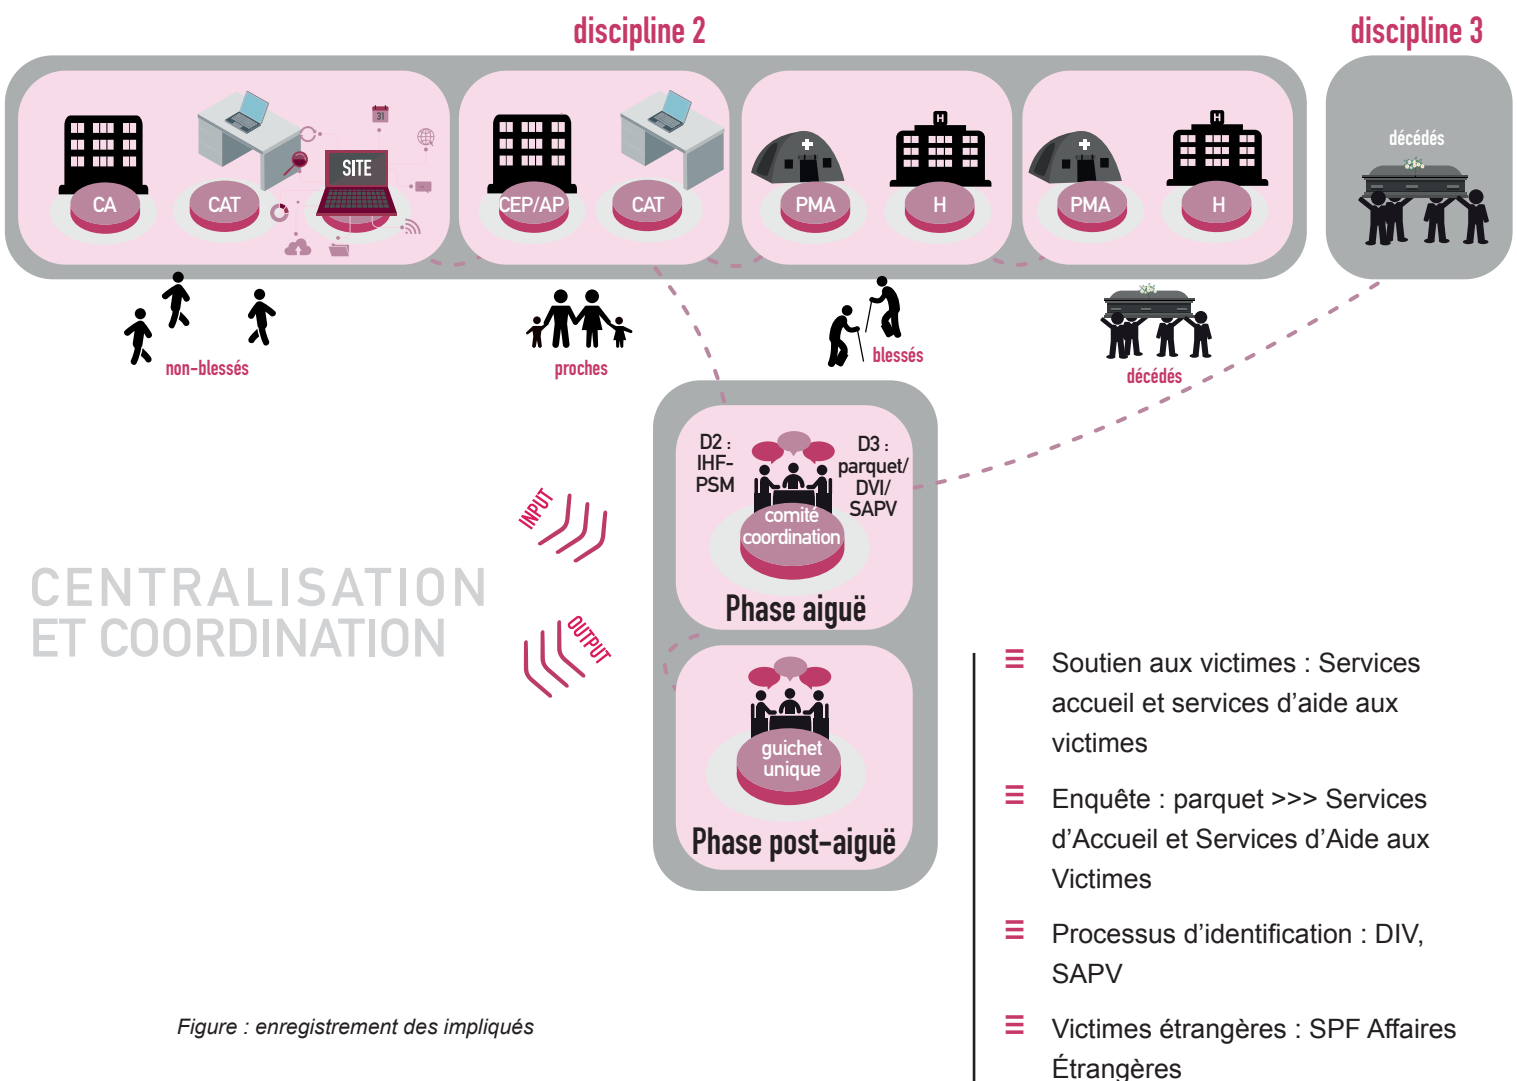 discipline 2
discipline 3
31
SITE
CA
CAT
CEP/AP
CAT
PMA
H
H
PMA
H
H
décédés
non-blessés
proches
blessés
décédés
D2 :
IHF-
PSM
D3 :
parquet/
DVI/
SAPV
comité
coordination
Phase aiguë
INPUT
OUTPUT
CENTRALISATION
ET COORDINATION
guichet
unique
Phase post-aiguë
Soutien aux victimes : Services
accueil et services d’aide aux
victimes
Enquête : parquet >>> Services
d’Accueil et Services d’Aide aux
Victimes
Processus d’identification : DIV,
SAPV
Victimes étrangères : SPF Affaires
Étrangères
Figure : enregistrement des impliqués